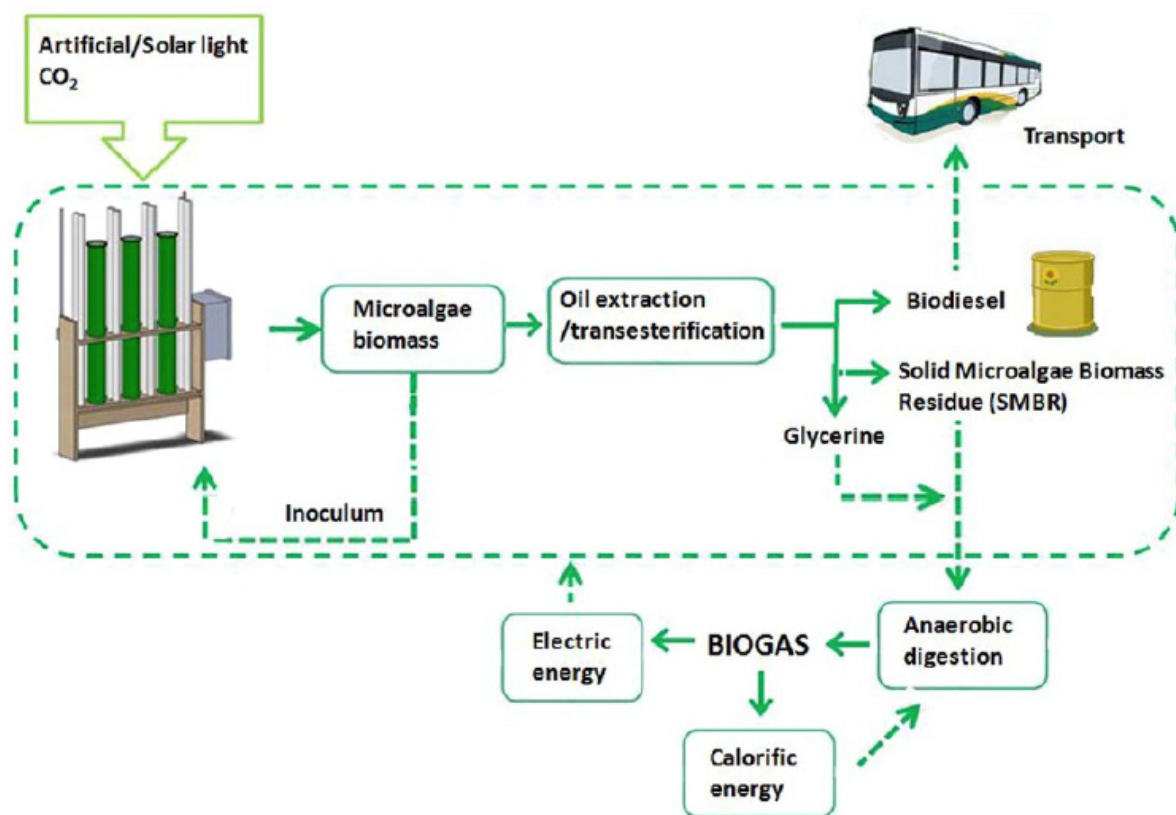 Artificial/Solar light
CO₂
Transport
Microalgae
biomass
Oil extraction
/transesterification
Biodiesel
Solid Microalgae Biomass
Residue (SMBR)
Glycerine
Inoculum
Electric
energy
BIOGAS
Anaerobic
digestion
Calorific
energy